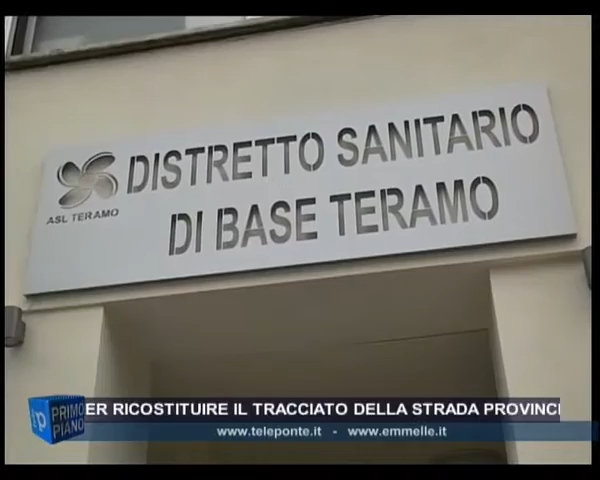 DISTRETTO SANITARIO
ASL TERAMO
DI BASE TERAMO
PRIMO
PIANO
ER RICOSTITUIRE IL TRACCIATO DELLA STRADA PROVINCI
www.teleponte.it - www.emmelle.it